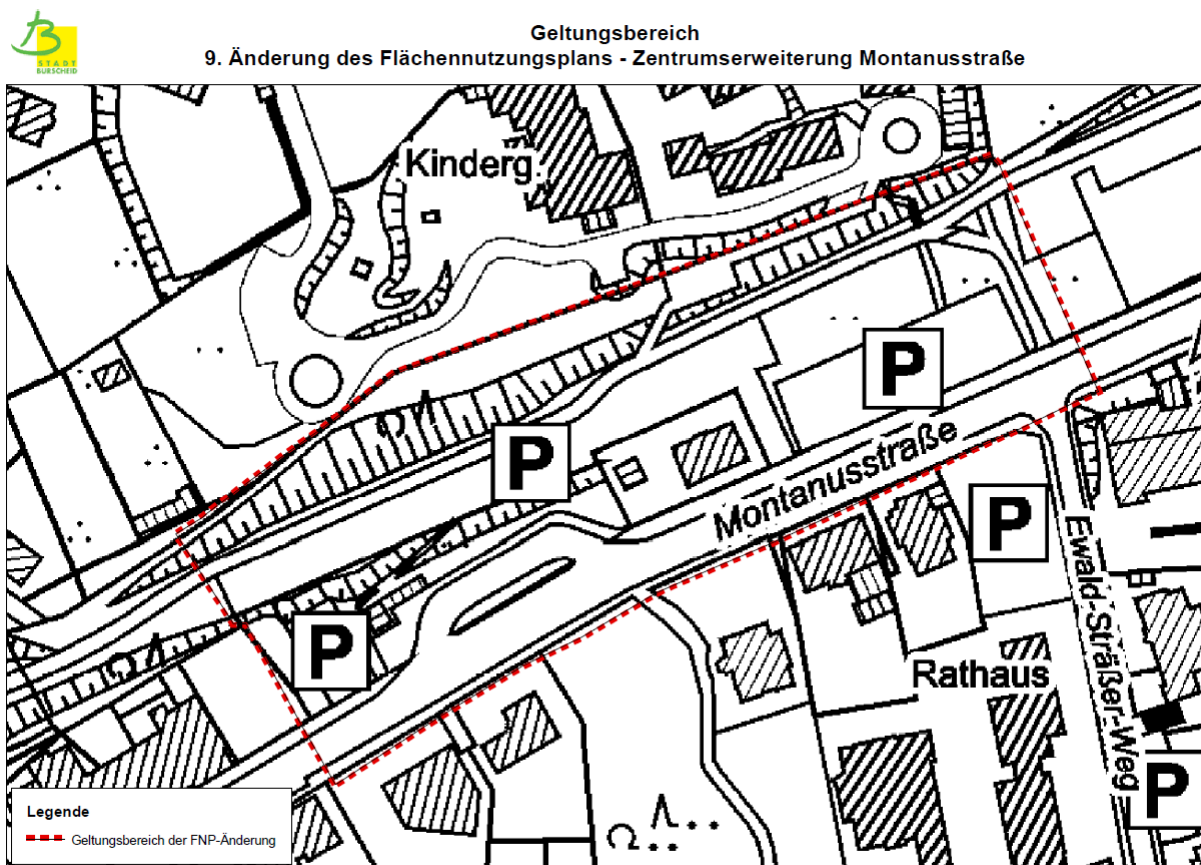 STADT
BURSCHEID
Geltungsbereich
9. Änderung des Flächennutzungsplans - Zentrumserweiterung Montanusstraße
Kinderg.
P
P
Montanusstraße
P
Ewald-Sträßer-Weg
P
Rathaus
P
Legende
Geltungsbereich der FNP-Änderung